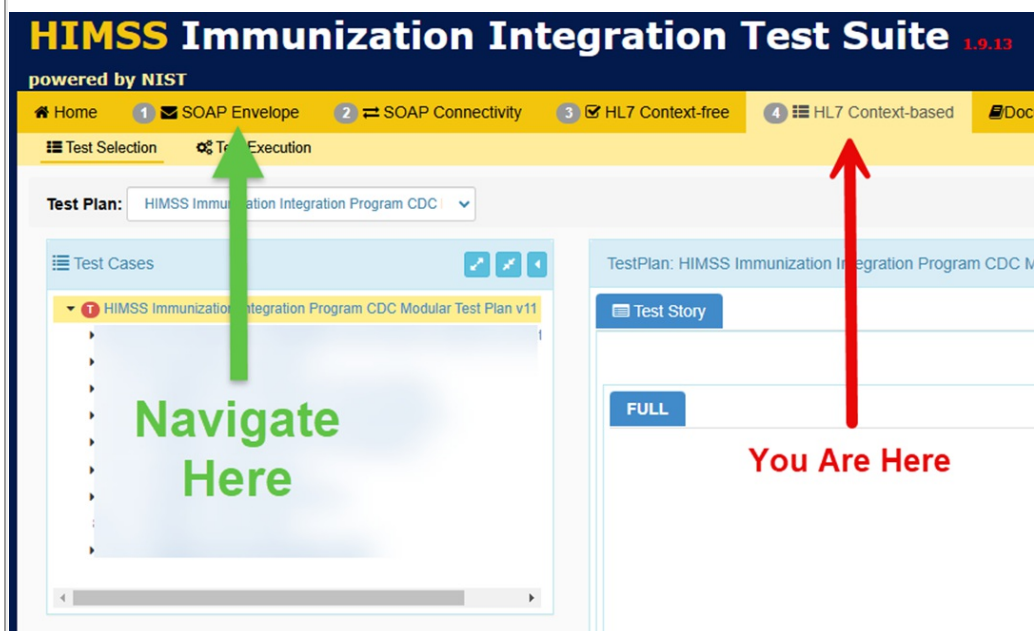 HIMSS Immunization Integration Test Suite 1.9.13
powered by NIST
Home 1 SOAP Envelope 2 SOAP Connectivity 3 HL7 Context-free 4 HL7 Context-based Doc
Test Selection Test Execution
Test Plan: HIMSS Immunization Integration Program CDC
Test Cases
TestPlan: HIMSS Immunization Integration Program CDC M
T HIMSS Immunization Integration Program CDC Modular Test Plan v11
Test Story
FULL
Navigate
Here
You Are Here